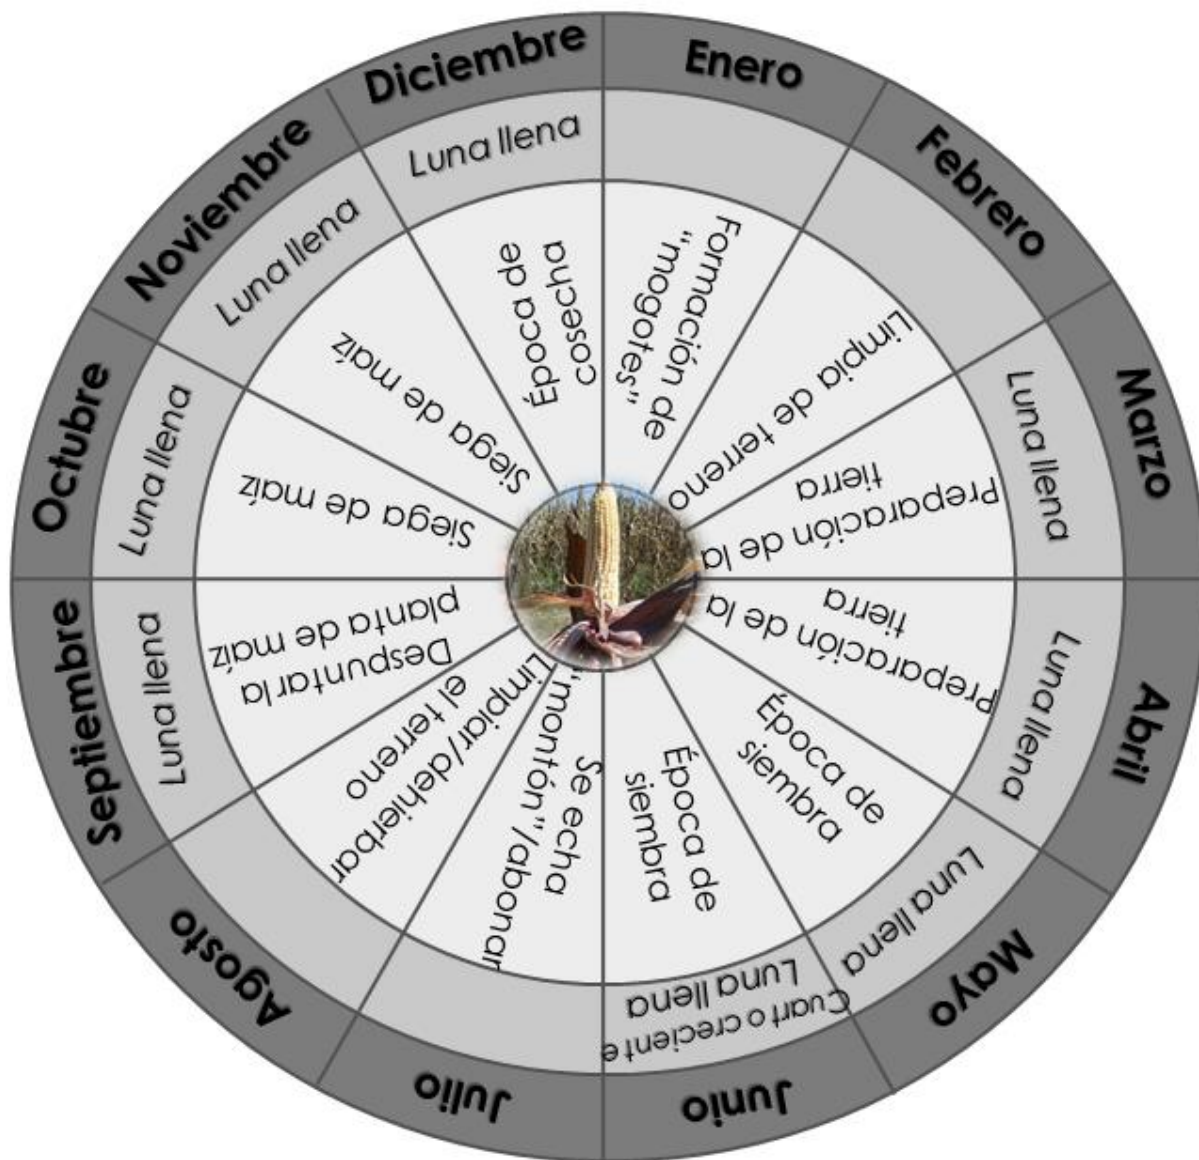 Enero
Febrero
Marzo
Abril
Mayo
Junio
Julio
Agosto
Septiembre
Octubre
Noviembre
Diciembre
Luna llena
Luna llena
Luna llena
Cuarto creciente
Luna llena
Luna llena
Luna llena
Luna llena
Luna llena
Formación de
“mogotes”
Limpia de terreno
Preparación de la
tierra
Preparación de la
tierra
Época de
siembra
Época de
siembra
Se echa
“montón”/abonar
Limpiar/dehierbar
el terreno
Despuntar la
planta de maíz
Siega de maíz
Siega de maíz
Época de
cosecha